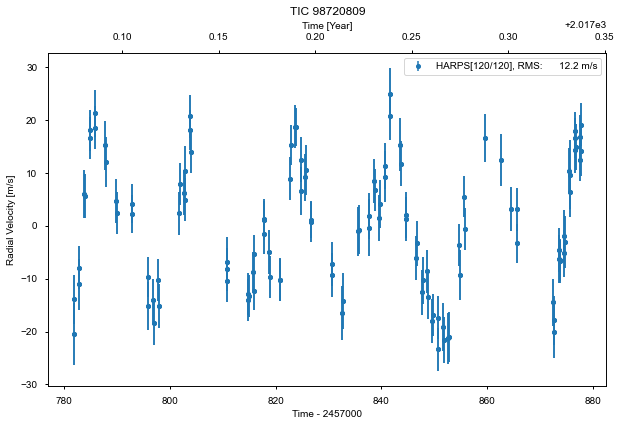 TIC 98720809
Time [Year]
+2.017e3
0.10 0.15 0.20 0.25 0.30 0.35
HARPS[120/120], RMS: 12.2 m/s
30
20
10
0
−10
−20
−30
Radial Velocity [m/s]
780 800 820 840 860 880
Time - 2457000